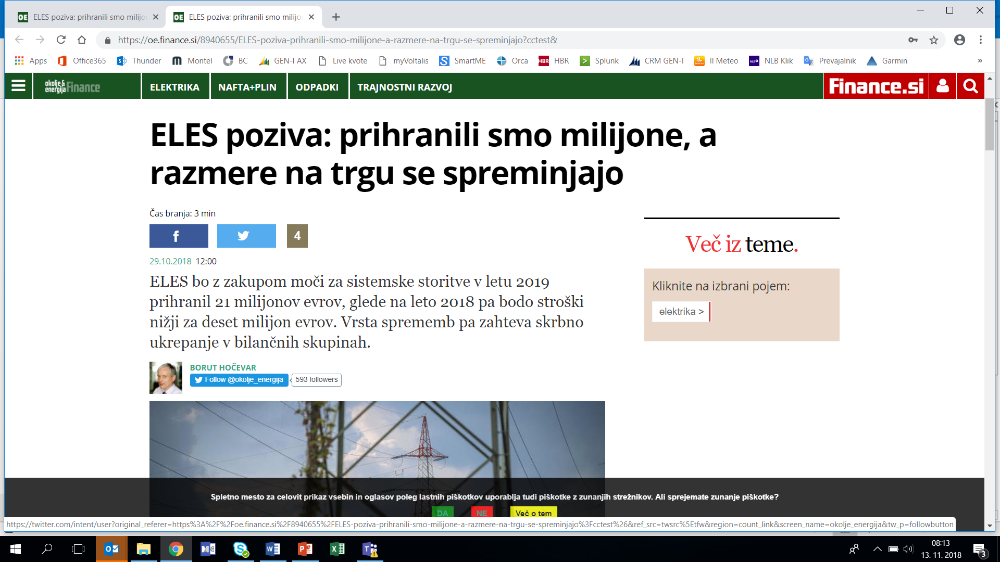 ELES poziva: prihranili smo milijo
ELES poziva: prihranili smo milijo
https://oe.finance.si/8940655/ELES-poziva-prihranili-smo-milijone-a-razmere-na-trgu-se-spreminjajo?cctest&
Apps Office365 Thunder Montel BC GEN-I AX Live kvote myVoltalis SmartME Orca HBR Splunk CRM GEN-I II Meteo NLB Klik Prevajalnik Garmin »
okolje& energija Finance ELEKTRIKA NAFTA+PLIN ODPADKI TRAJNOSTNI RAZVOJ Finance.si
ELES poziva: prihranili smo milijone, a
razmere na trgu se spreminjajo
Čas branja: 3 min
4
29.10.2018 12:00
ELES bo z zakupom moči za sistemske storitve v letu 2019
prihranil 21 milijonov evrov, glede na leto 2018 pa bodo stroški
nižji za deset milijon evrov. Vrsta sprememb pa zahteva skrbno
ukrepanje v bilančnih skupinah.
BORUT HOČEVAR
Follow @okolje_energija 593 followers
Več iz teme.
Kliknite na izbrani pojem:
elektrika >
Spletno mesto za celovit prikaz vsebin in oglasov poleg lastnih piškotkov uporablja tudi piškotke z zunanjih strežnikov. Ali sprejemate zunanje piškotke?
DA NE Več o tem
https://twitter.com/intent/user?original_referer=https%3A%2F%2Foe.finance.si%2F8940655%2FELES-poziva-prihranili-smo-milijone-a-razmere-na-trgu-se-spreminjajo%3Fcctest%26&ref_src=twsrc%5Etfw&region=count_link&screen_name=okolje_energija&tw_p=followbutton
08:13
13. 11. 2018
3